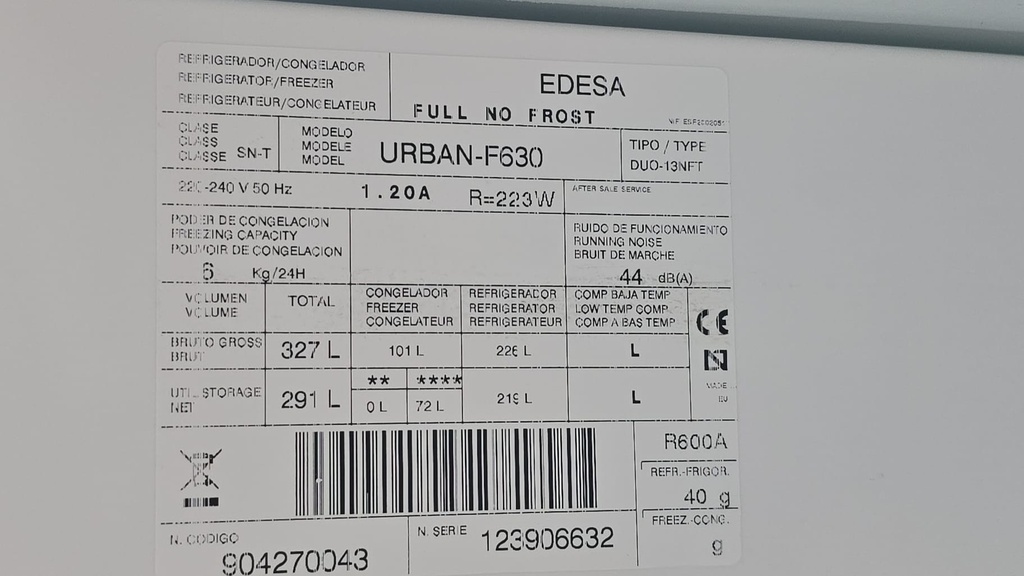 REFRIGERADOR/CONGELADOR
REFRIGERATOR/FREEZER
REFRIGERATEUR/CONGELATEUR
EDESA
FULL NO FROST
CLASE
CLASS
CLASSE SN-T
MODELO
MODELE
MODEL
URBAN-F630
TIPO / TYPE
DUO-13NFT
220-240 V 50 Hz
1.20A
R=223W
AFTER SALE SERVICE
PODER DE CONGELACION
FREEZING CAPACITY
POUVOIR DE CONGELACION
6 Kg/24H
RUIDO DE FUNCIONAMIENTO
RUNNING NOISE
BRUIT DE MARCHE
44 dB(A)
VOLUMEN
VOLUME
TOTAL
CONGELADOR
FREEZER
CONGELATEUR
REFRIGERADOR
REFRIGERATOR
REFRIGERATEUR
COMP BAJA TEMP
LOW TEMP COMP
COMP A BAS TEMP
CE
BRUTO GROSS
BRUT
327 L
101 L
226 L
L
N
MADE
UTIL STORAGE
NET
291 L
**
****
0 L
72 L
219 L
L
R600A
REFR.-FRIGOR.
40 g
FREEZ.-CONG.
g
N. CODIGO
904270043
N. SERIE
123906632